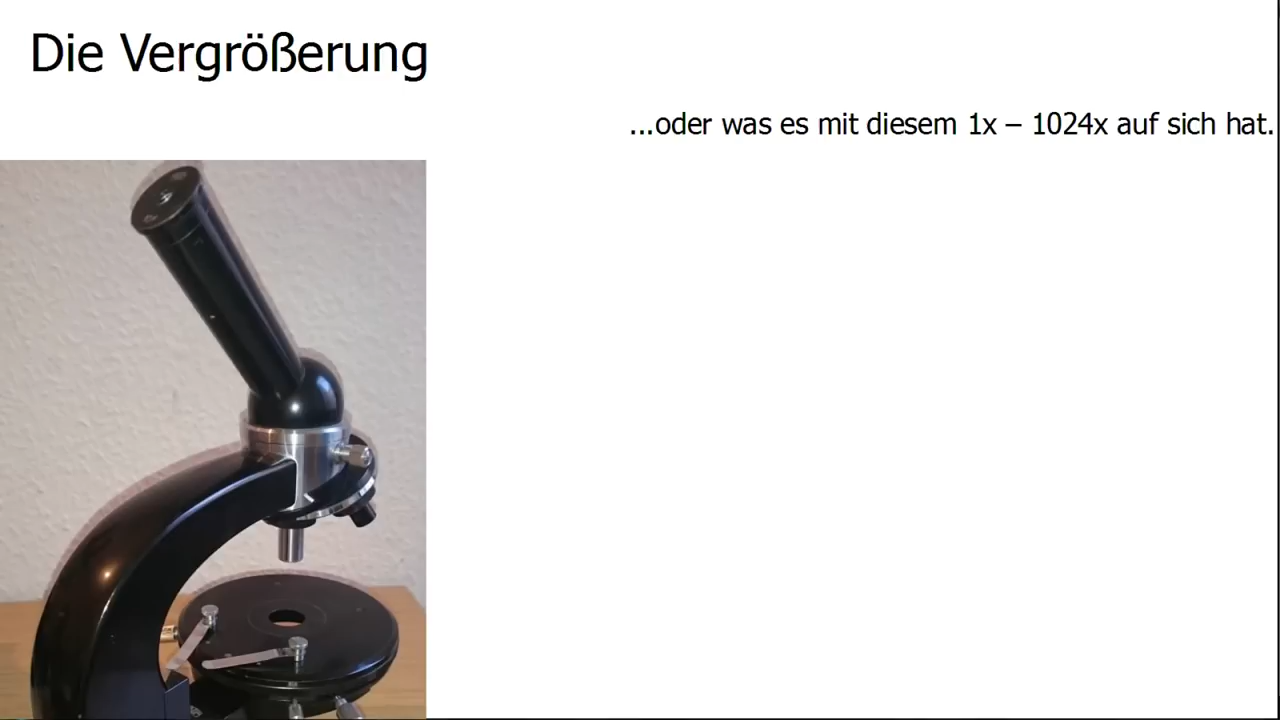 Die Vergrößerung
...oder was es mit diesem 1x – 1024x auf sich hat.